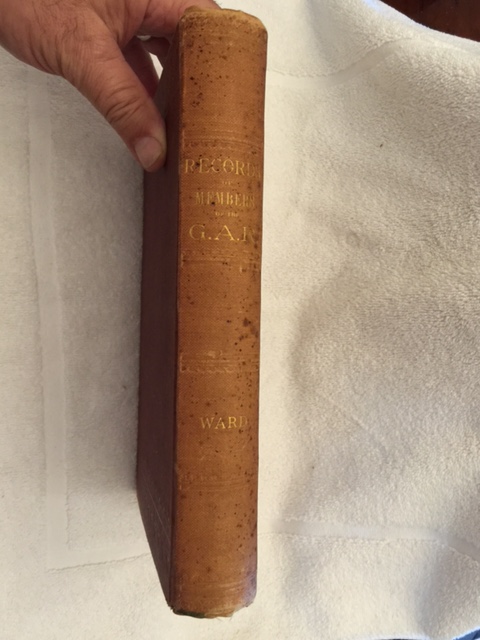 RECORD
OF
MEMBERS
OF THE
G.A.R
WARD